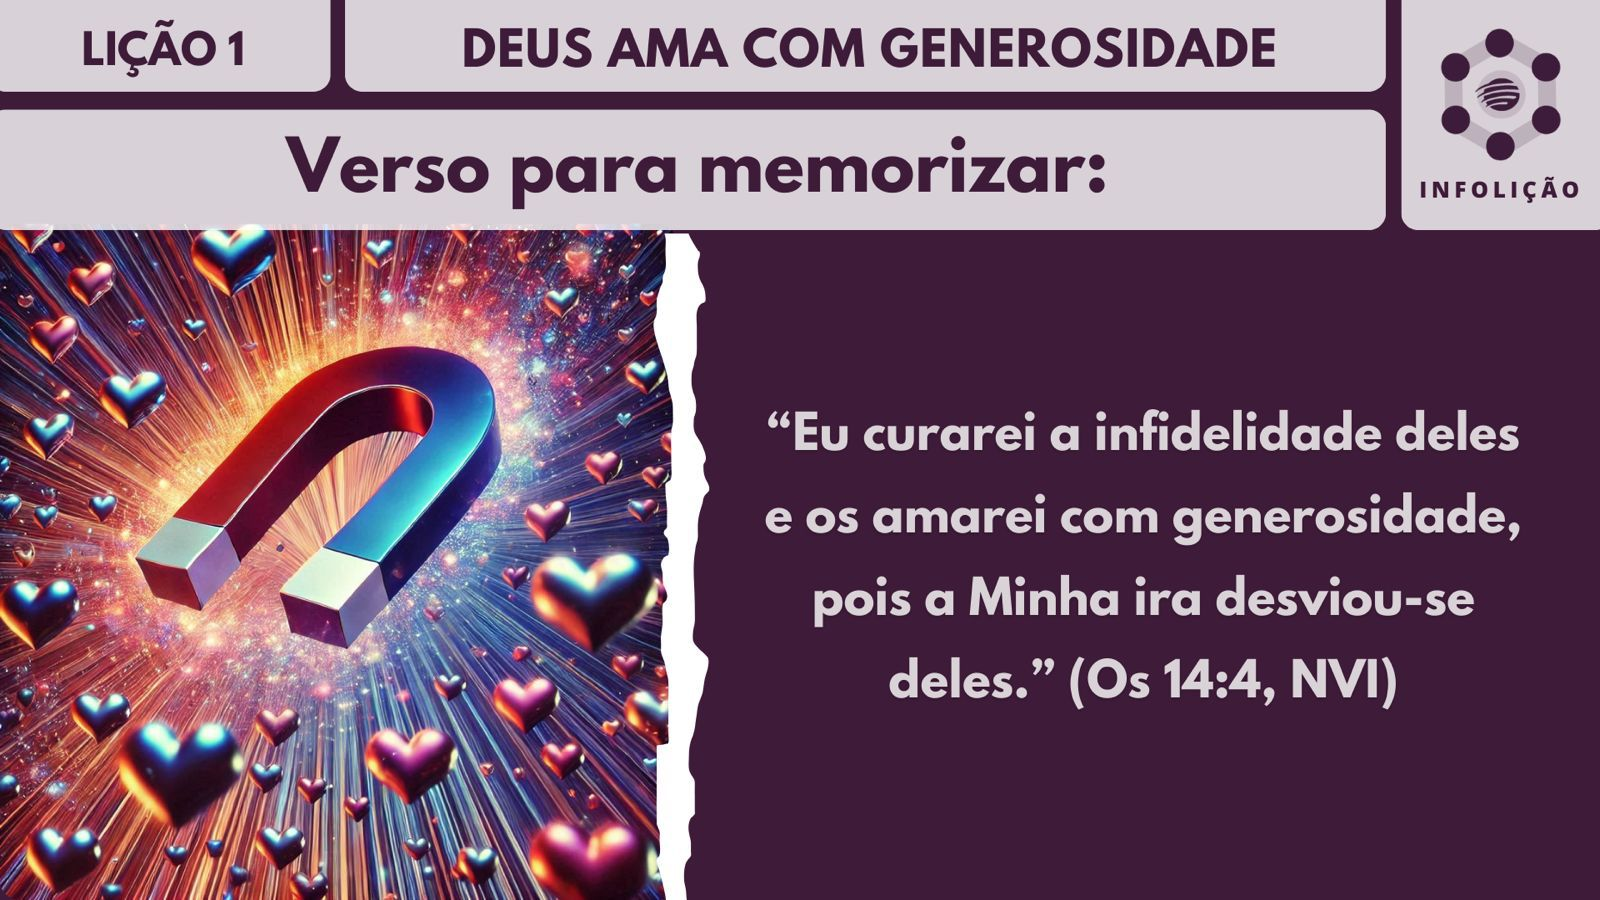 LIÇÃO 1
DEUS AMA COM GENEROSIDADE
Verso para memorizar:
INFOLIÇÃO
“Eu curarei a infidelidade deles
e os amarei com generosidade,
pois a Minha ira desviou-se
deles.” (Os 14:4, NVI)